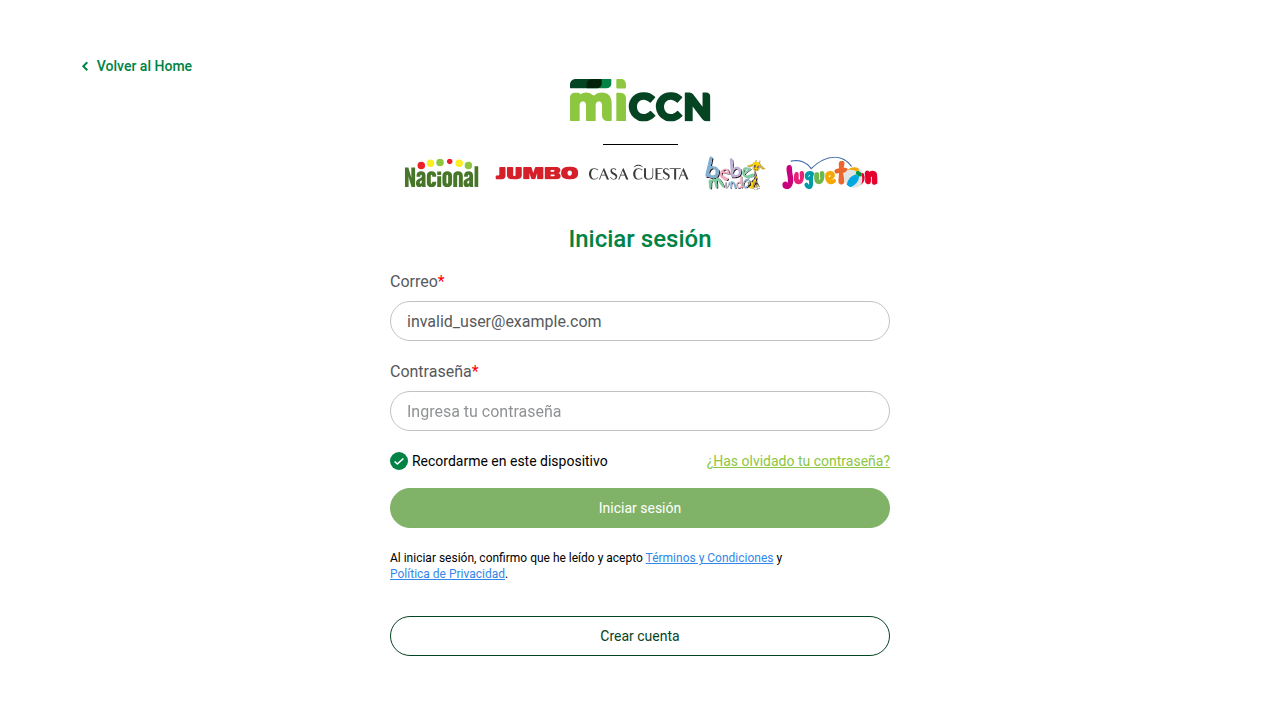 Volver al Home
miCCN
Nacional JUMBO CASA CUESTA bebe mundo Juguetón
Iniciar sesión
Correo*
invalid_user@example.com
Contraseña*
Ingresa tu contraseña
Recordarme en este dispositivo ¿Has olvidado tu contraseña?
Iniciar sesión
Al iniciar sesión, confirmo que he leído y acepto Términos y Condiciones y
Política de Privacidad.
Crear cuenta